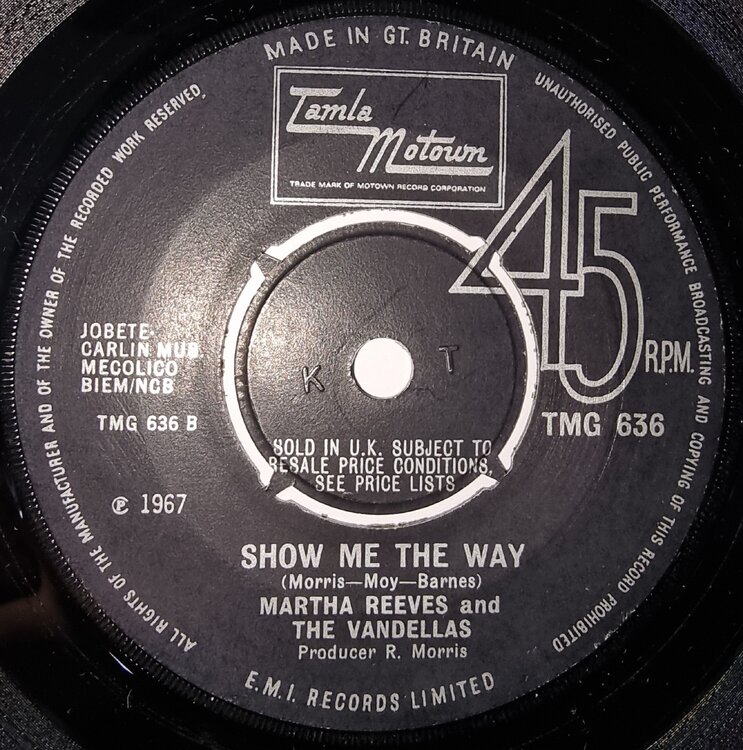 MADE IN GT. BRITAIN
UNAUTHORISED PUBLIC PERFORMANCE BROADCASTING AND COPYING OF THIS RECORD PROHIBITED
ALL RIGHTS OF THE MANUFACTURER AND OF THE OWNER OF THE RECORDED WORK RESERVED
Tamla
Motown
TRADE MARK OF MOTOWN RECORD CORPORATION
45
R.P.M.
JOBETE-
CARLIN MUS.
MECOLICO
BIEM/NCB
K T
TMG 636 B
TMG 636
SOLD IN U.K. SUBJECT TO
RESALE PRICE CONDITIONS,
SEE PRICE LISTS
℗ 1967
SHOW ME THE WAY
(Morris—Moy—Barnes)
MARTHA REEVES and
THE VANDELLAS
Producer R. Morris
E.M.I. RECORDS LIMITED